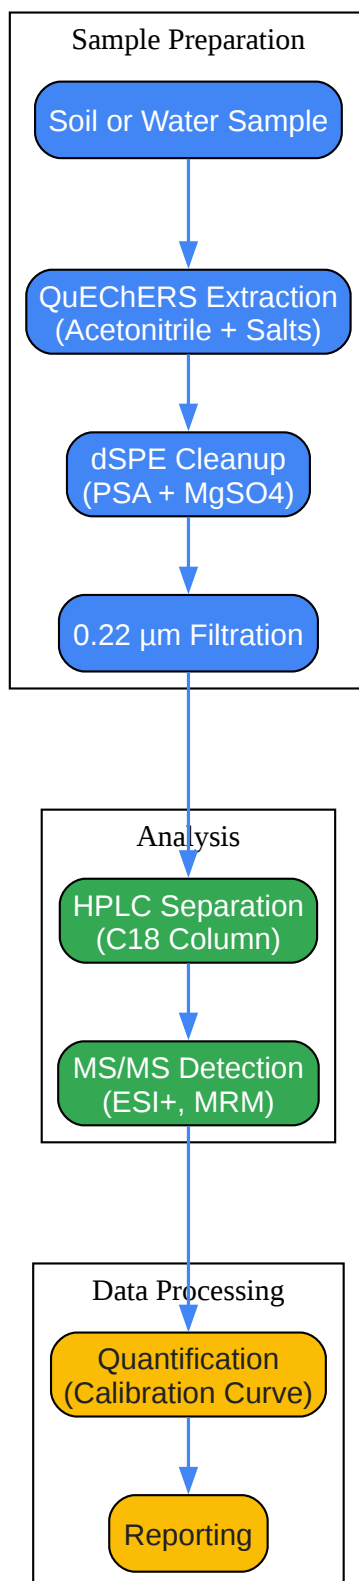 Sample Preparation
Soil or Water Sample
QuEChERS Extraction
(Acetonitrile + Salts)
dSPE Cleanup
(PSA + MgSO4)
0.22 µm Filtration
Analysis
HPLC Separation
(C18 Column)
MS/MS Detection
(ESI+, MRM)
Data Processing
Quantification
(Calibration Curve)
Reporting